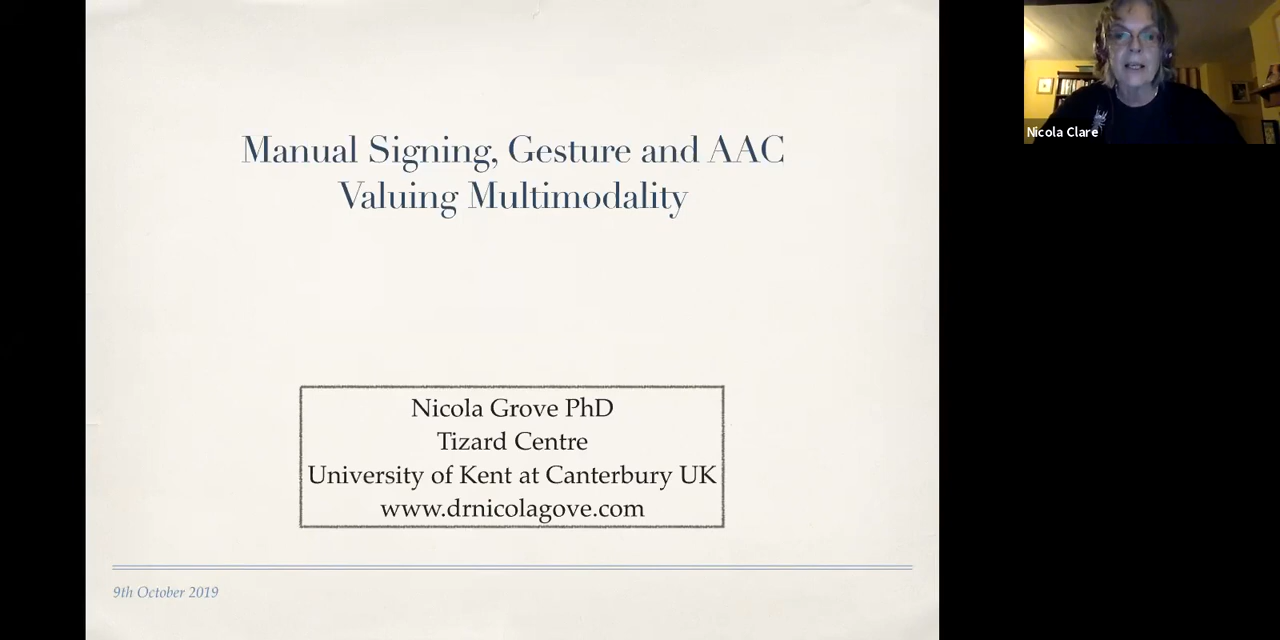 Manual Signing, Gesture and AAC
Valuing Multimodality
Nicola Grove PhD
Tizard Centre
University of Kent at Canterbury UK
www.drnicolagove.com
9th October 2019
Nicola Clare